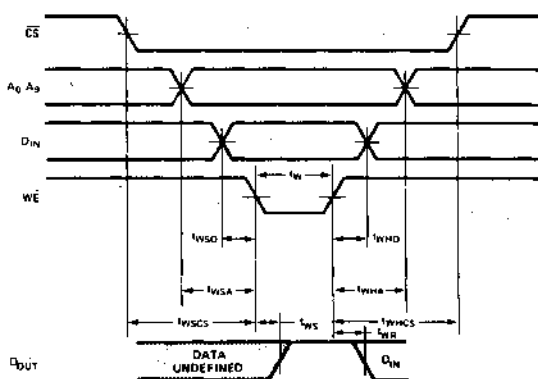 CS
A0 A9
DIN
tW
WE
tWSD
tWHD
tWSA
tWHA
tWSCS
tWS
tWHCS
tWR
DOUT
DATA
UNDEFINED
DIN